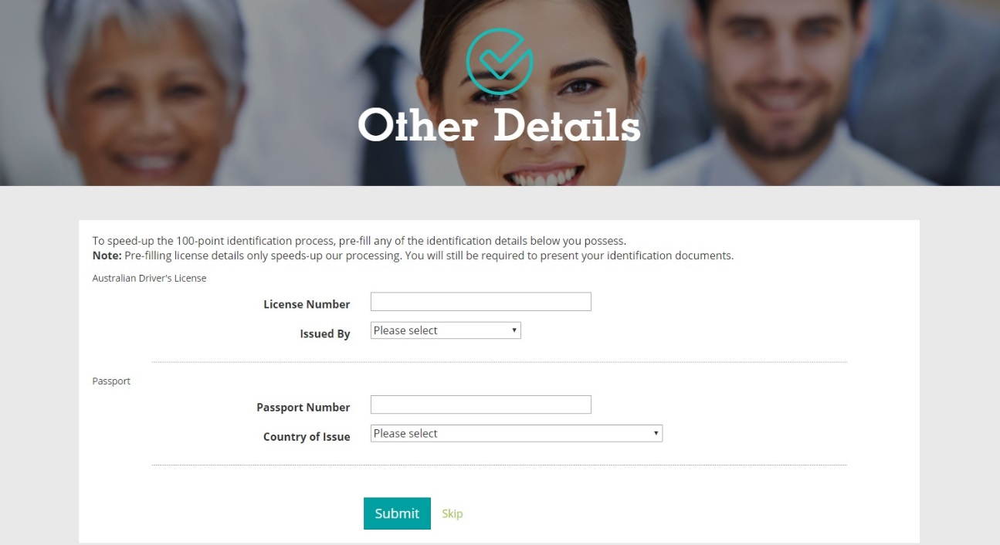 Other Details
To speed-up the 100-point identification process, pre-fill any of the identification details below you possess.
Note: Pre-filling license details only speeds-up our processing. You will still be required to present your identification documents.
Australian Driver's License
License Number
Issued By Please select
Passport
Passport Number
Country of Issue Please select
Submit Skip